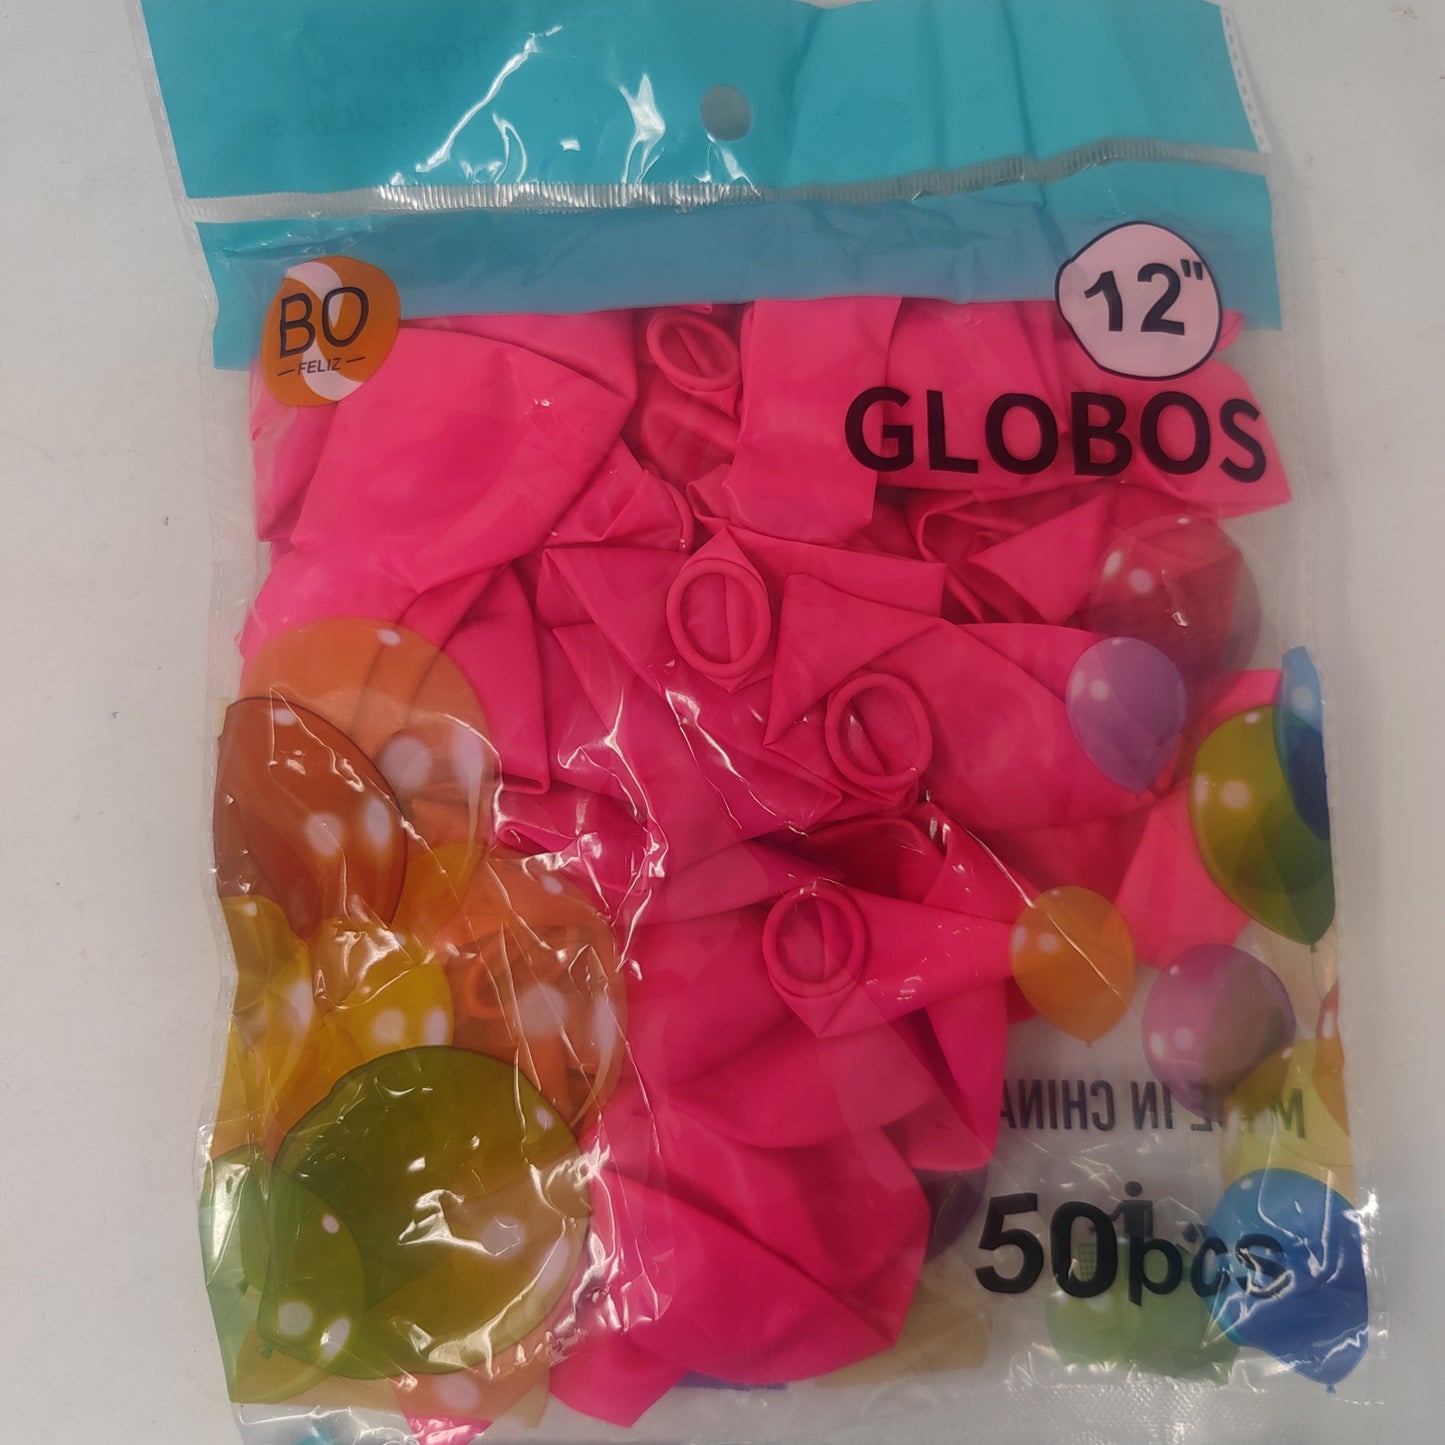 BO
FELIZ
12"
GLOBOS
MADE IN CHINA
50pcs